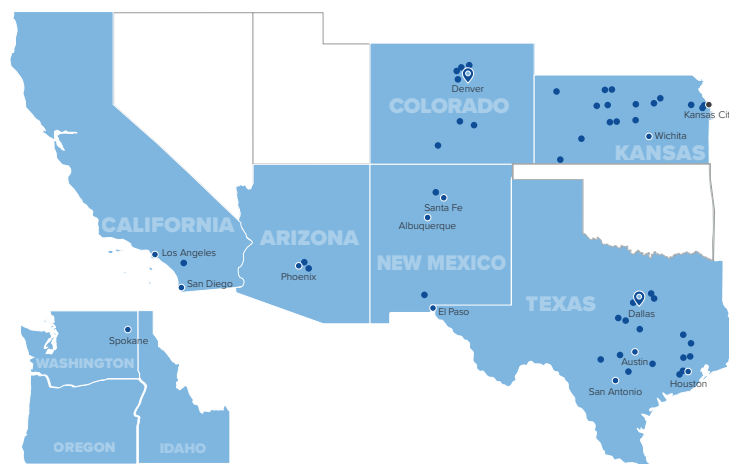 Denver
COLORADO
Kansas Cit
Wichita
KANSAS
Santa Fe
Albuquerque
CALIFORNIA
ARIZONA
Los Angeles
NEW MEXICO
Phoenix
San Diego
TEXAS
El Paso
Dallas
Spokane
WASHINGTON
Austin
Houston
San Antonio
OREGON
IDAHO